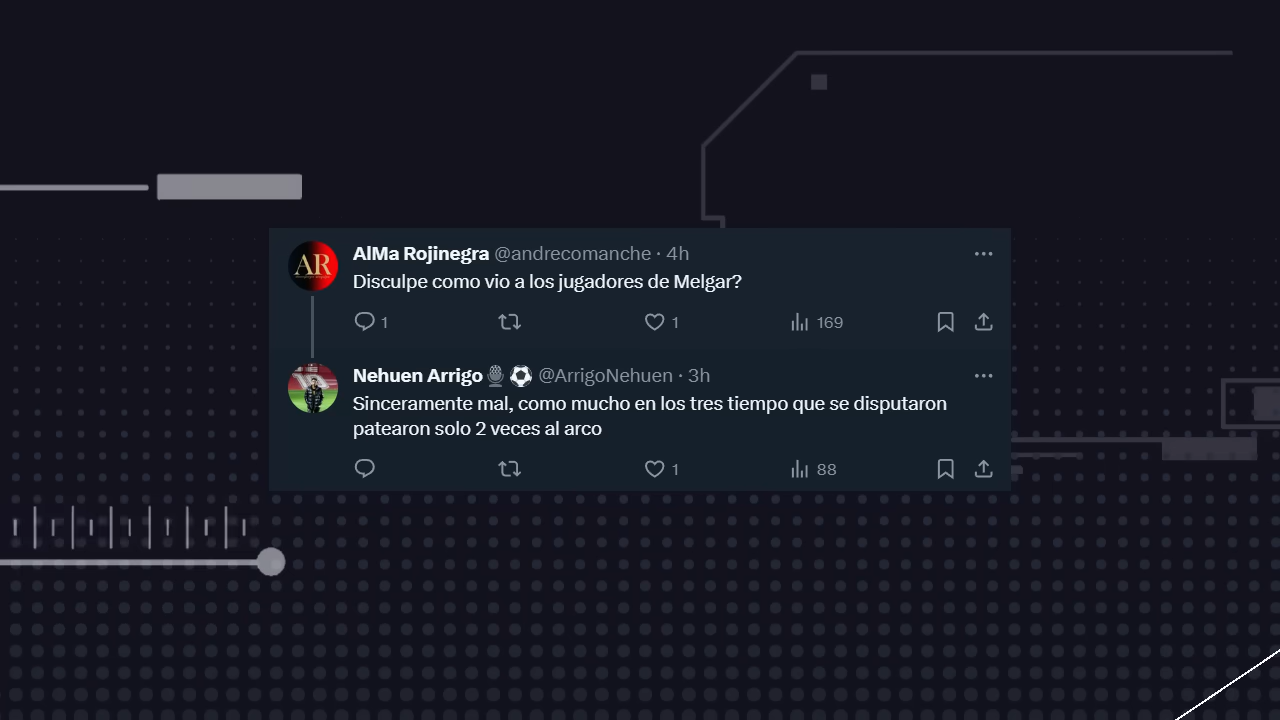 AR
AlMa Rojinegra @andrecomanche · 4h
Disculpe como vio a los jugadores de Melgar?
1 1 169
Nehuen Arrigo🎙️⚽ @ArrigoNehuen · 3h
Sinceramente mal, como mucho en los tres tiempo que se disputaron
patearon solo 2 veces al arco
1 88